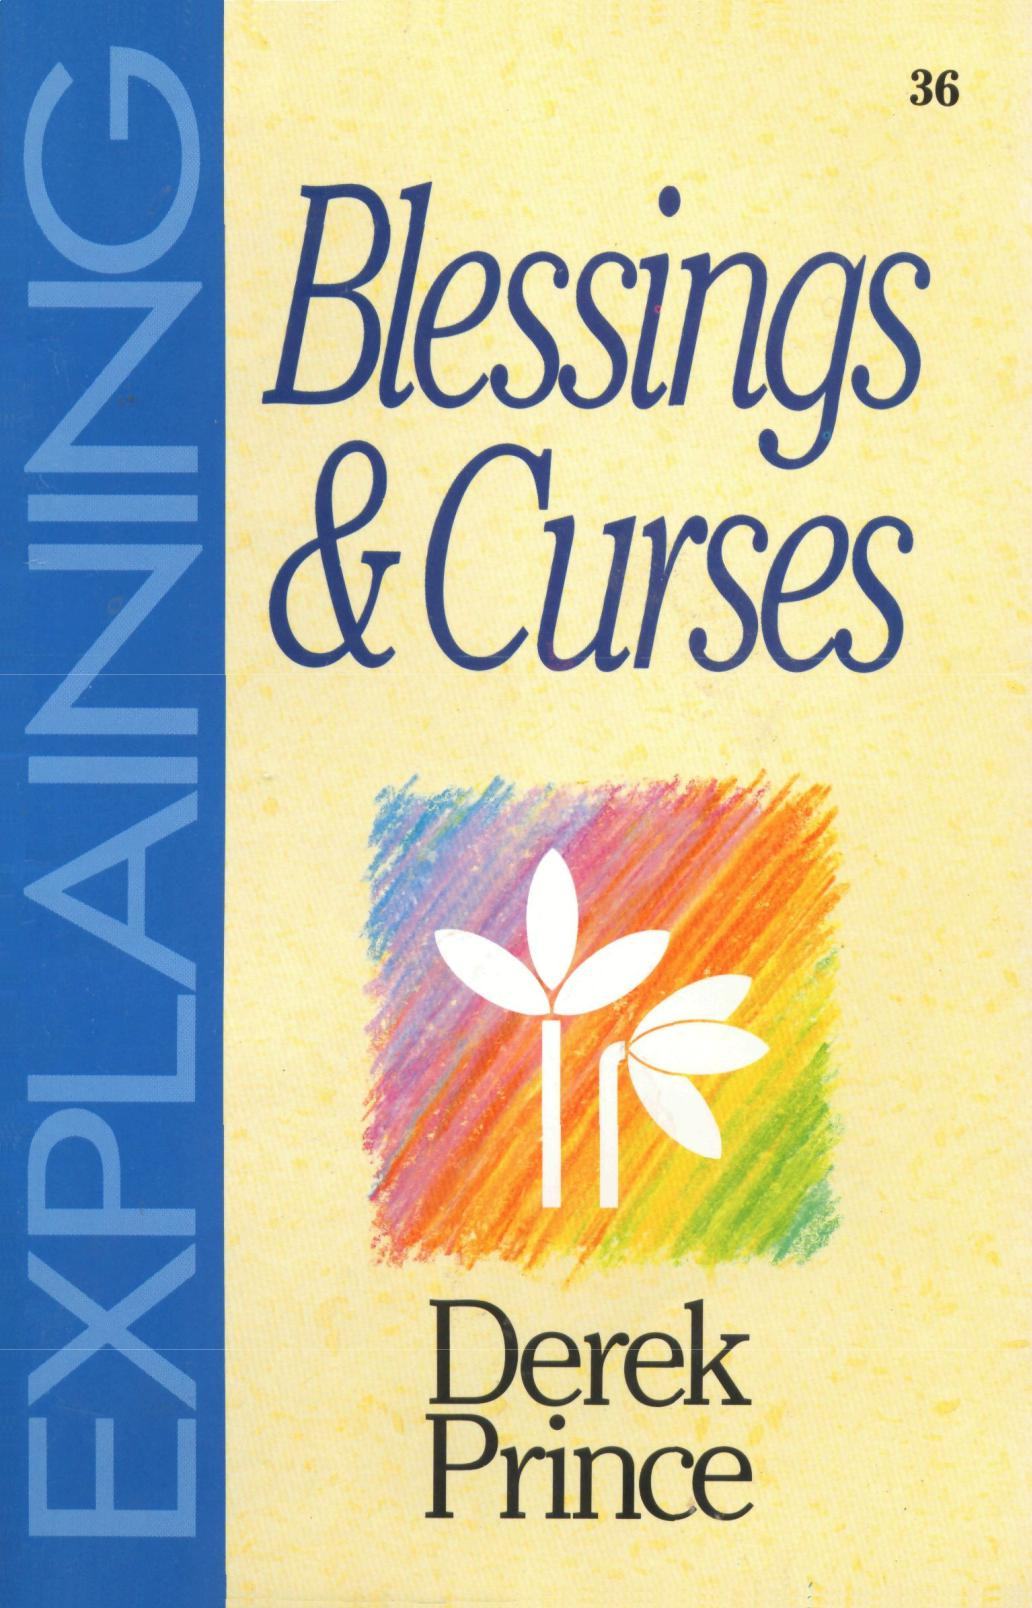 EXPLAINING
36
Blessings
& Curses
Derek
Prince